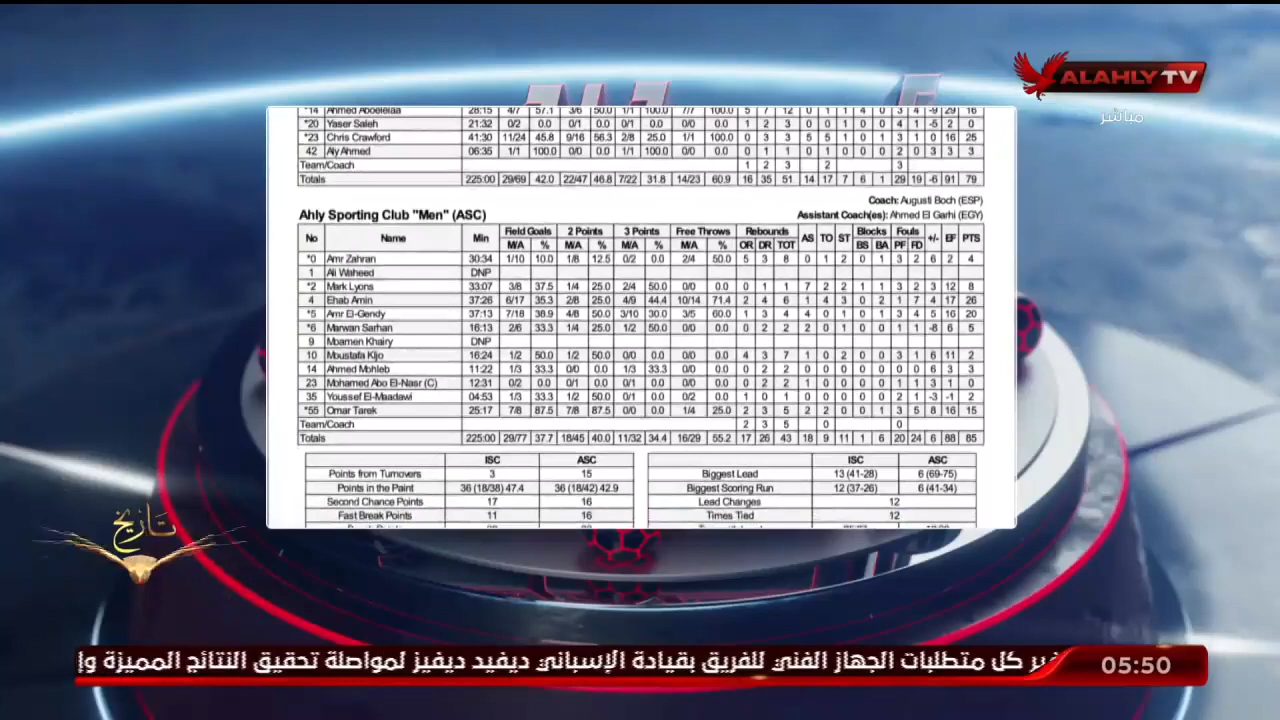 ALAHLY TV
مباشر
*14 Ahmed Aboelelaa 28:15 4/7 57.1 3/6 50.0 1/1 100.0 7/7 100.0 5 7 12 0 1 1 4 0 3 4 -9 29 16
*20 Yaser Saleh 21:32 0/2 0.0 0/1 0.0 0/1 0.0 0/0 0.0 1 2 3 0 0 1 0 0 4 1 -5 2 0
*23 Chris Crawford 41:30 11/24 45.8 9/16 56.3 2/8 25.0 1/1 100.0 0 3 3 5 5 1 0 1 3 1 0 16 25
42 Aly Ahmed 06:35 1/1 100.0 0/0 0.0 1/1 100.0 0/0 0.0 0 1 1 0 1 0 0 0 2 0 3 3 3
Team/Coach 1 2 3 2 3
Totals 225:00 29/69 42.0 22/47 46.8 7/22 31.8 14/23 60.9 16 35 51 14 17 7 6 1 29 19 -6 91 79
Coach: Augusti Boch (ESP)
Ahly Sporting Club "Men" (ASC) Assistant Coach(es): Ahmed El Garhi (EGY)
No Name Min Field Goals 2 Points 3 Points Free Throws Rebounds AS TO ST Blocks Fouls +/- EF PTS
M/A % M/A % M/A % M/A % OR DR TOT BS BA PF FD
*0 Amr Zahran 30:34 1/10 10.0 1/8 12.5 0/2 0.0 2/4 50.0 5 3 8 0 1 2 0 1 3 2 6 2 4
1 Ali Waheed DNP
*2 Mark Lyons 33:07 3/8 37.5 1/4 25.0 2/4 50.0 0/0 0.0 0 1 1 7 2 2 1 1 2 3 3 12 8
4 Ehab Amin 37:26 6/17 35.3 2/8 25.0 4/9 44.4 10/14 71.4 2 4 6 1 4 3 0 2 1 7 4 17 26
*5 Amr El-Gendy 37:13 7/18 38.9 4/8 50.0 3/10 30.0 3/5 60.0 1 3 4 4 0 1 0 1 3 4 5 16 20
*6 Marwan Sarhan 16:13 2/6 33.3 1/4 25.0 1/2 50.0 0/0 0.0 0 2 2 2 0 1 0 0 1 1 -8 6 5
9 Moamen Khairy DNP
10 Moustafa Kijo 16:24 1/2 50.0 1/2 50.0 0/0 0.0 0/0 0.0 4 3 7 1 0 2 0 0 3 1 6 11 2
14 Ahmed Mohleb 11:22 1/3 33.3 0/0 0.0 1/3 33.3 0/0 0.0 0 2 2 0 0 0 0 0 1 0 6 3 3
23 Mohamed Abo El-Nasr (C) 12:31 0/2 0.0 0/1 0.0 0/1 0.0 0/0 0.0 0 2 2 1 0 0 0 0 1 1 3 1 0
35 Youssef El-Maadawi 04:53 1/3 33.3 1/2 50.0 0/1 0.0 0/2 0.0 1 0 1 0 0 0 0 0 2 1 -3 -1 2
*55 Omar Tarek 25:17 7/8 87.5 7/8 87.5 0/0 0.0 1/4 25.0 2 3 5 2 2 0 0 1 3 5 8 16 15
Team/Coach 2 3 5 0 0
Totals 225:00 29/77 37.7 18/45 40.0 11/32 34.4 16/29 55.2 17 26 43 18 9 11 1 6 20 24 6 88 85
ISC ASC
Points from Turnovers 3 15
Points in the Paint 36 (18/38) 47.4 36 (18/42) 42.9
Second Chance Points 17 16
Fast Break Points 11 16
ISC ASC
Biggest Lead 13 (41-28) 6 (69-75)
Biggest Scoring Run 12 (37-26) 6 (41-34)
Lead Changes 12
Times Tied 12
تاريخ
كل متطلبات الجهاز الفني للفريق بقيادة الإسباني ديفيد ديفيز لمواصلة تحقيق النتائج المميزة وإ
05:50